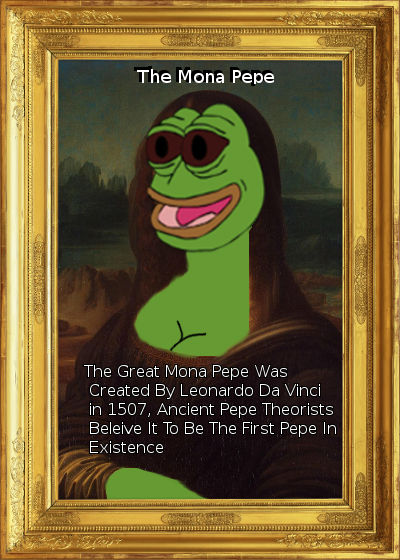 The Mona Pepe
The Great Mona Pepe Was
Created By Leonardo Da Vinci
in 1507, Ancient Pepe Theorists
Beleive It To Be The First Pepe In
Existence